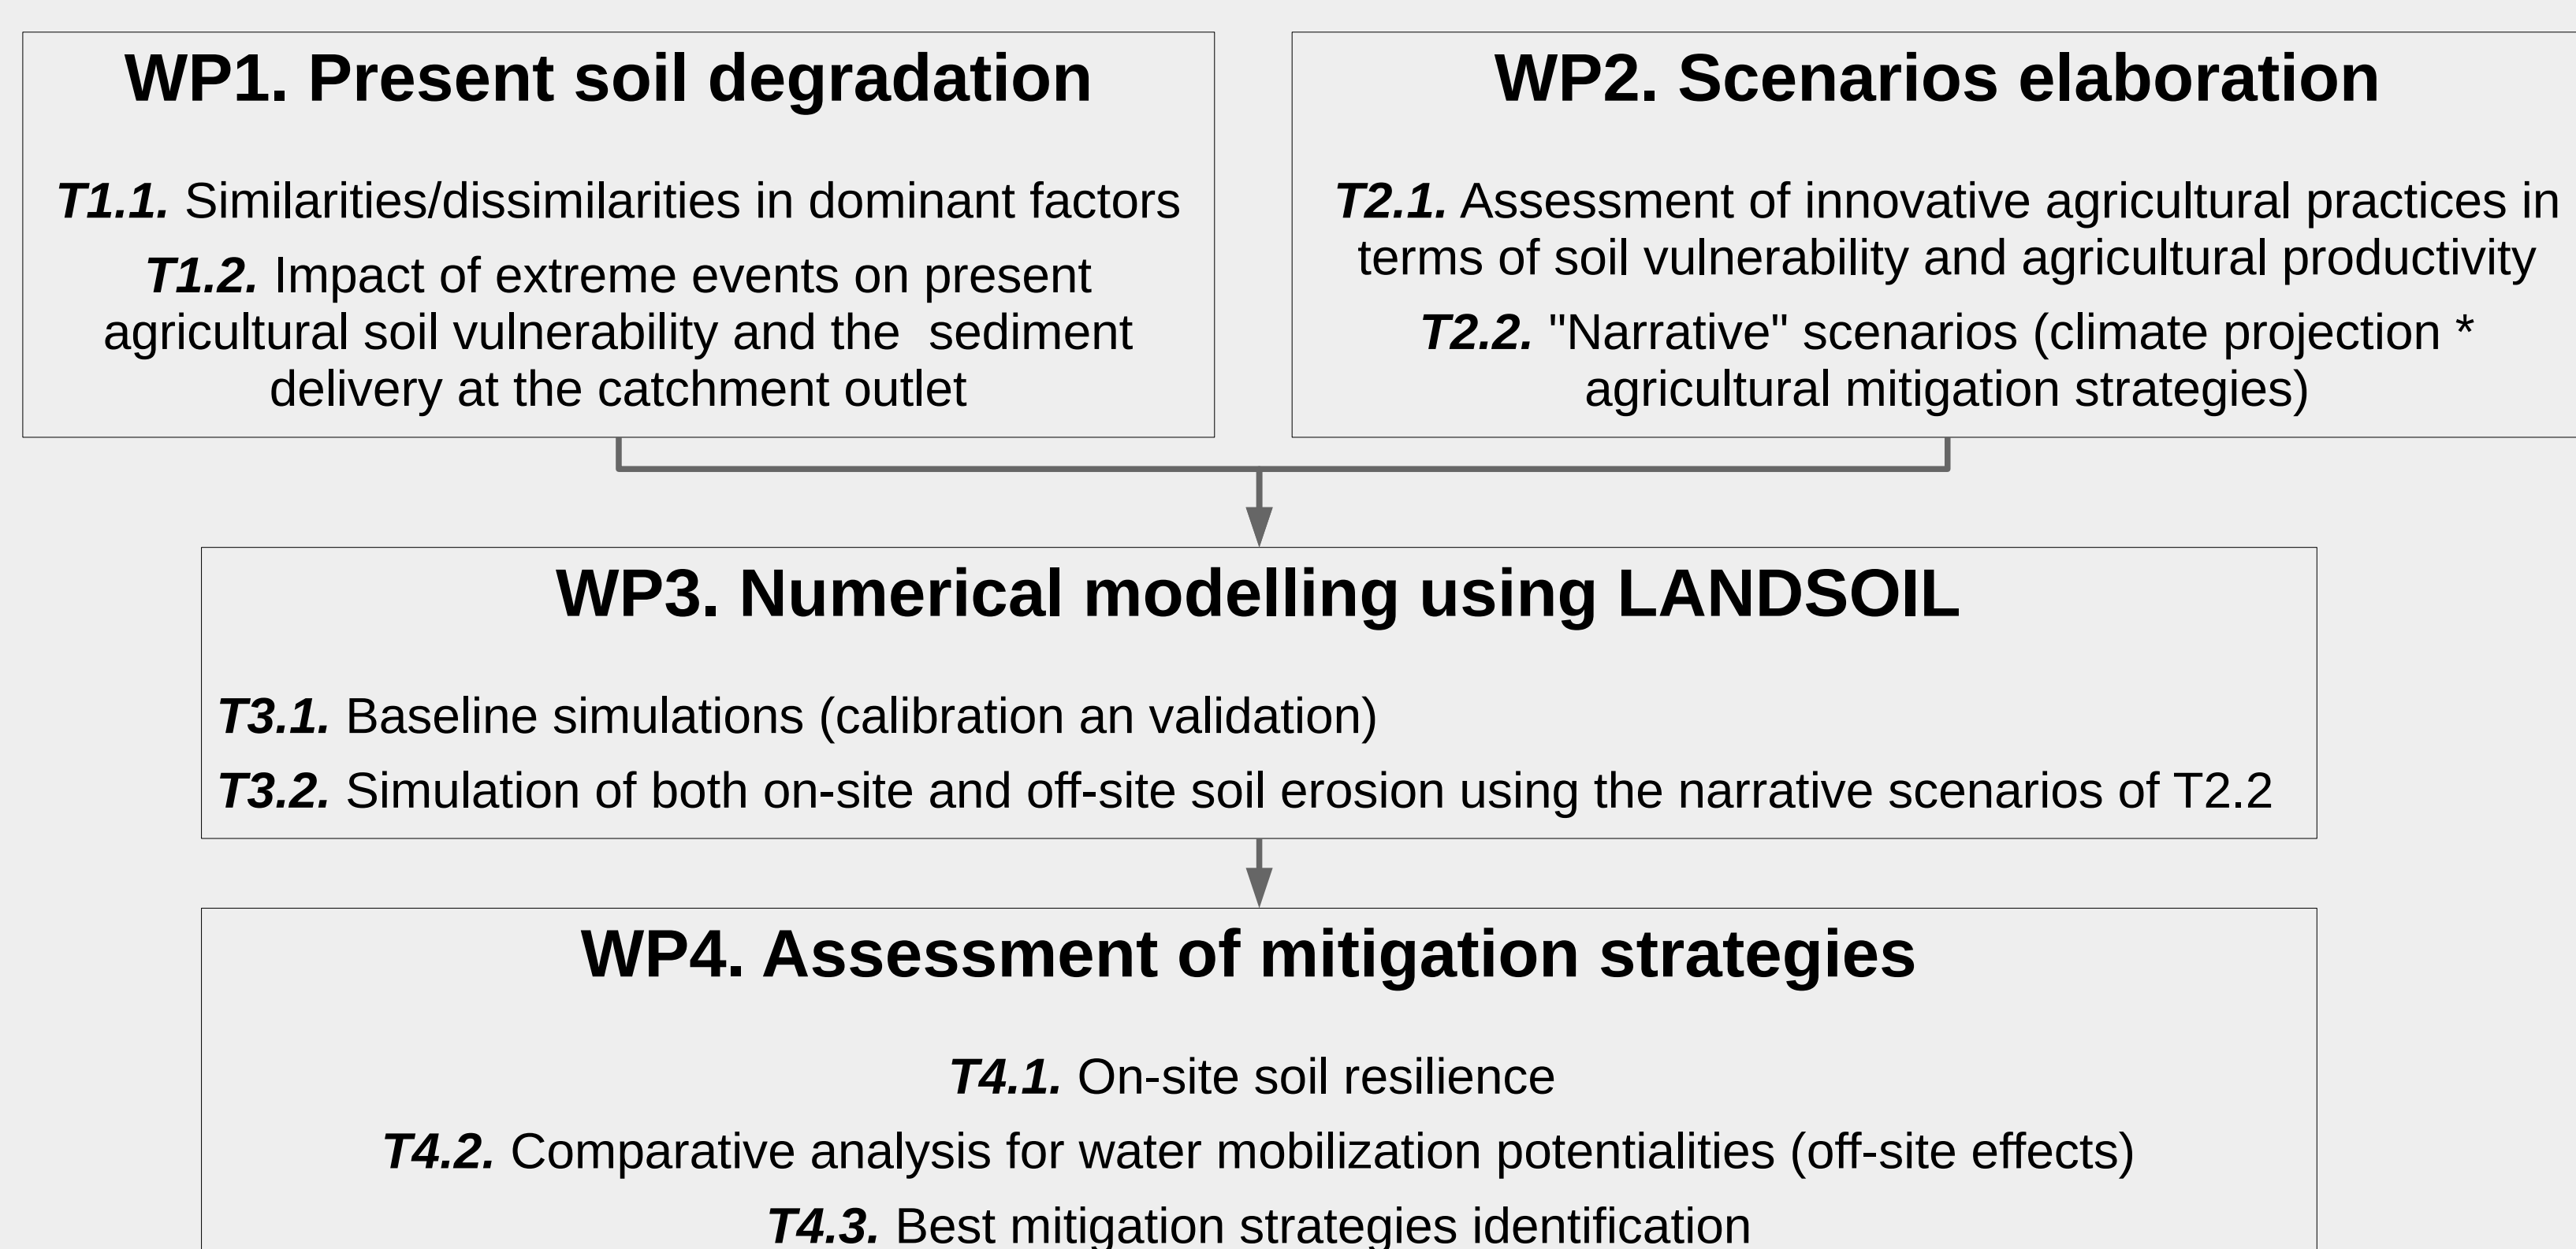 WP1. Present soil degradation
T1.1. Similarities/dissimilarities in dominant factors
T1.2. Impact of extreme events on present
agricultural soil vulnerability and the  sediment
delivery at the catchment outlet
WP2. Scenarios elaboration
T2.1. Assessment of innovative agricultural practices in
terms of soil vulnerability and agricultural productivity
T2.2. "Narrative" scenarios (climate projection *
agricultural mitigation strategies)
WP3. Numerical modelling using LANDSOIL
T3.1. Baseline simulations (calibration an validation)
T3.2. Simulation of both on-site and off-site soil erosion using the narrative scenarios of T2.2
WP4. Assessment of mitigation strategies
T4.1. On-site soil resilience
T4.2. Comparative analysis for water mobilization potentialities (off-site effects)
T4.3. Best mitigation strategies identification